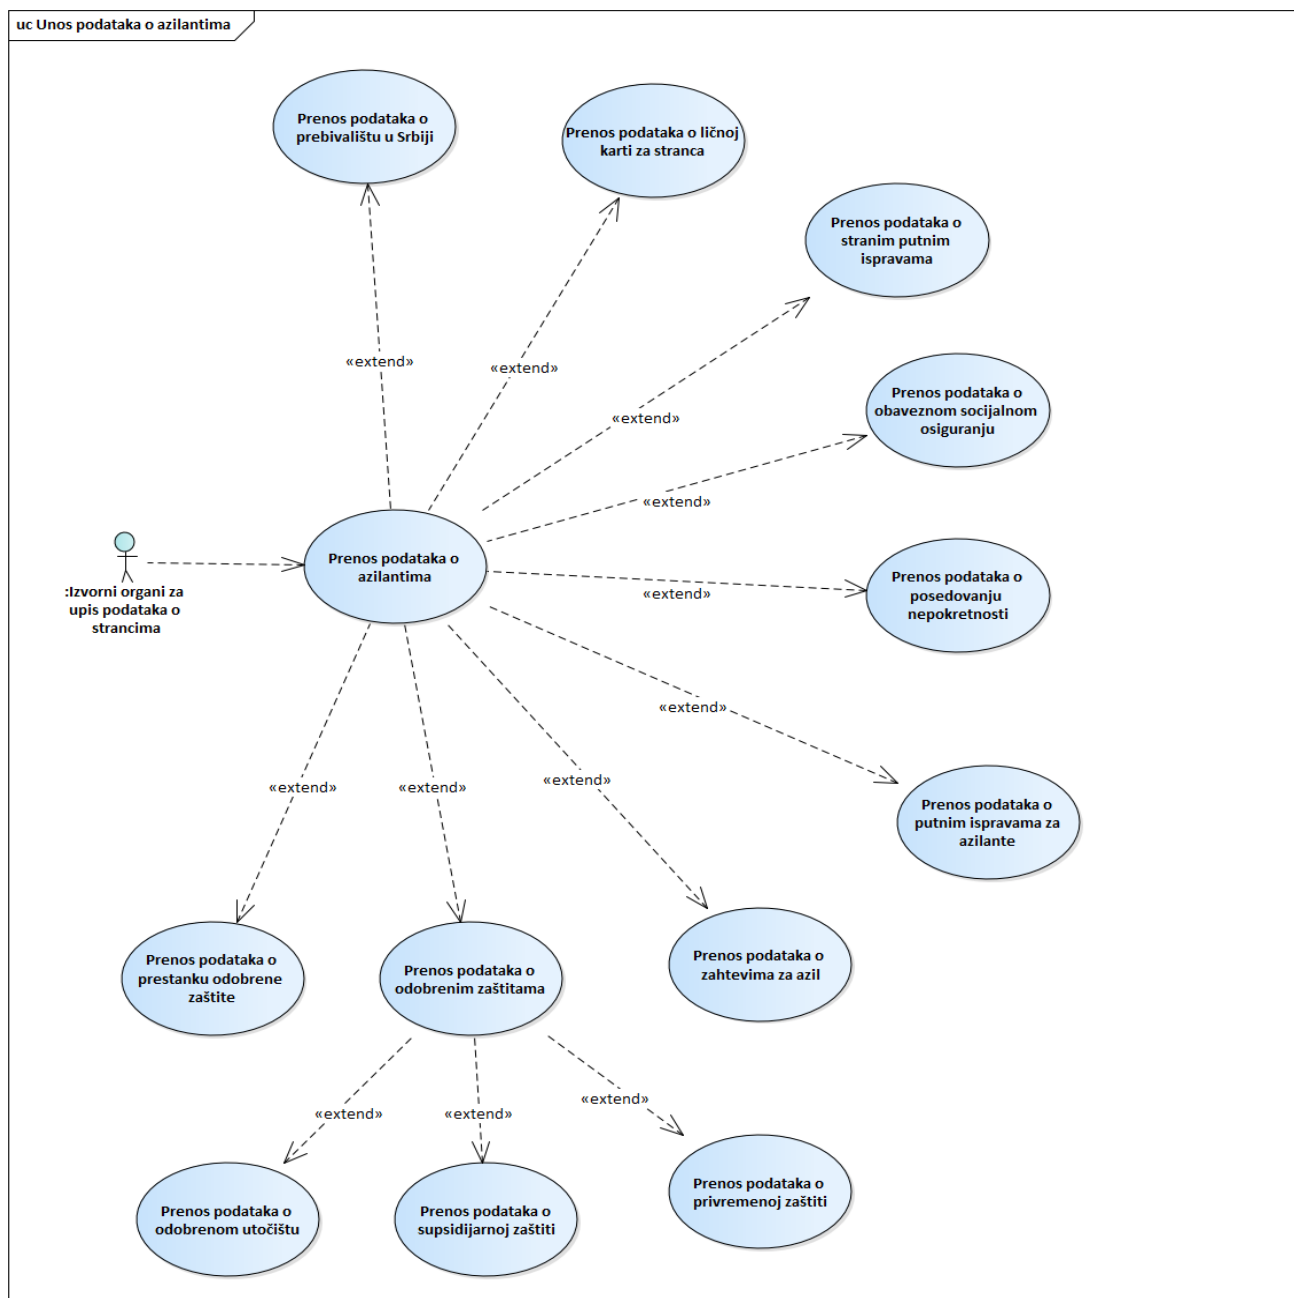 uc Unos podataka o azilantima
Prenos podataka o
prebivalištu u Srbiji
Prenos podataka o ličnoj
karti za stranca
Prenos podataka o
stranim putnim
ispravama
«extend»
«extend»
«extend»
Prenos podataka o
obaveznom socijalnom
osiguranju
«extend»
Prenos podataka o
azilantima
:Izvorni organi za
upis podataka o
strancima
Prenos podataka o
posedovanju
nepokretnosti
«extend»
«extend»
Prenos podataka o
putnim ispravama za
azilante
«extend»
«extend»
«extend»
Prenos podataka o
prestanku odobrene
zaštite
Prenos podataka o
odobrenim zaštitama
Prenos podataka o
zahtevima za azil
«extend»
«extend»
«extend»
Prenos podataka o
odobrenom utočištu
Prenos podataka o
supsidijarnoj zaštiti
Prenos podataka o
privremenoj zaštiti